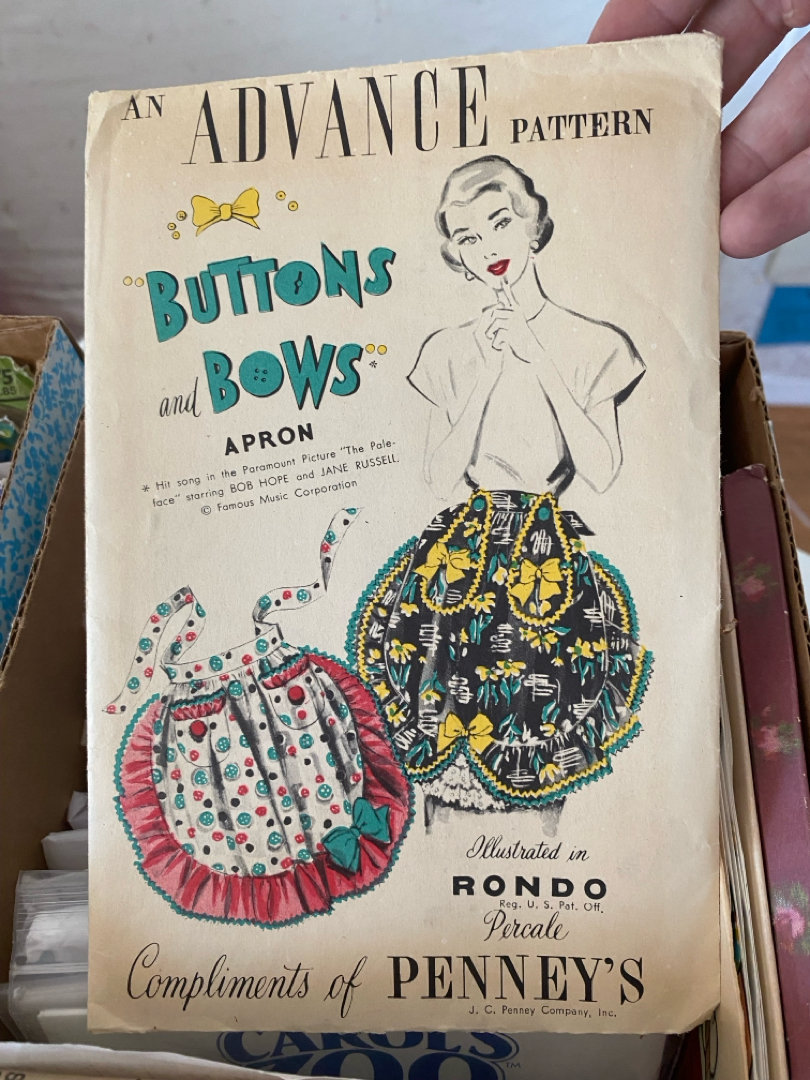 AN ADVANCE PATTERN
"BUTTONS
and BOWS"*
APRON
* Hit song in the Paramount Picture "The Pale-
face" starring BOB HOPE and JANE RUSSELL.
© Famous Music Corporation
Illustrated in
RONDO
Reg. U. S. Pat. Off.
Percale
Compliments of PENNEY'S
J. C. Penney Company, Inc.
CAROL'S
ZOO™